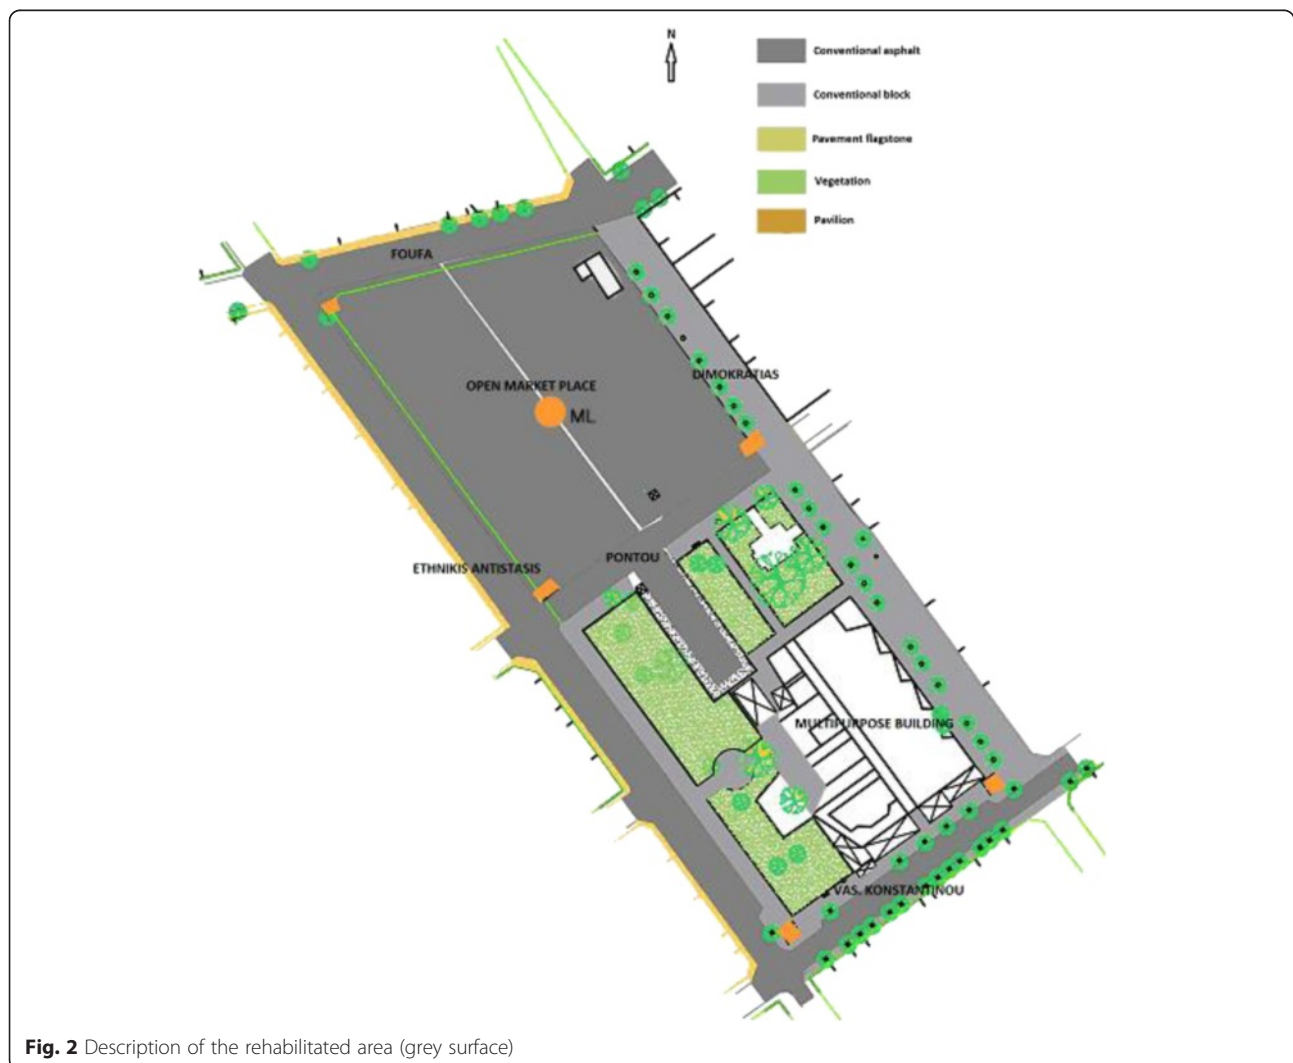 N
Conventional asphalt
Conventional block
Pavement flagstone
Vegetation
Pavilion
FOUFA
OPEN MARKET PLACE
DIMOKRATIAS
ML
PONTOU
ETHNIKIS ANTISTASIS
MULTIPURPOSE BUILDING
VAS. KONSTANTINOU
Fig. 2 Description of the rehabilitated area (grey surface)